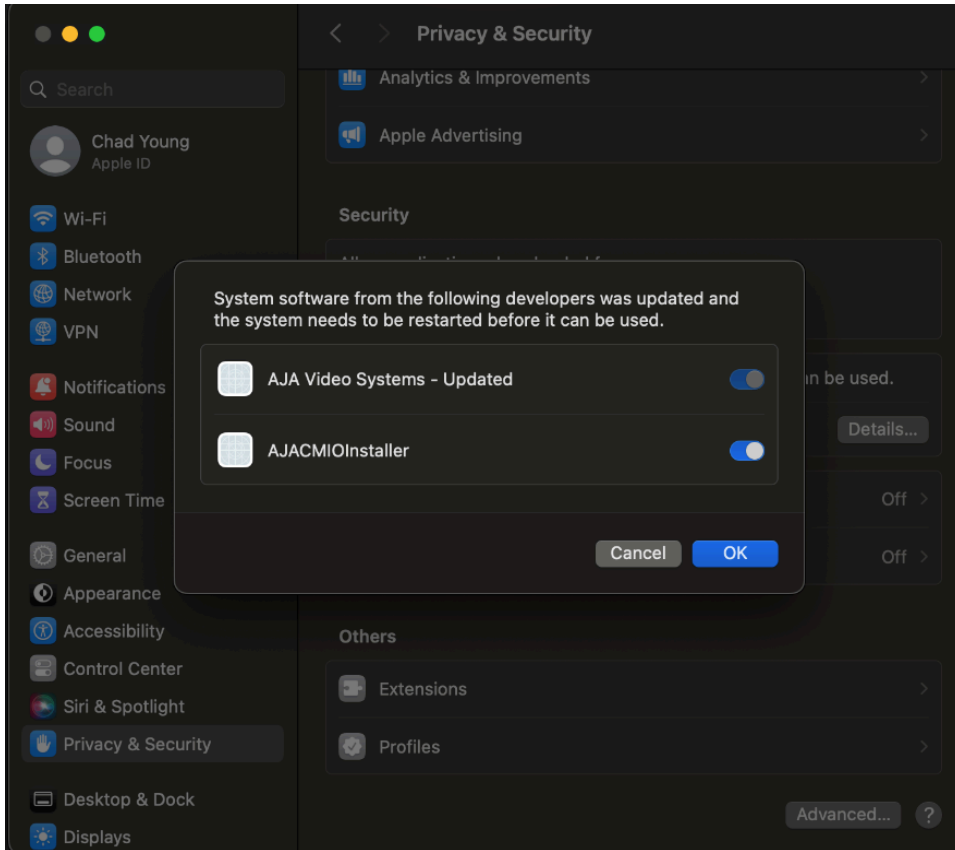 Privacy & Security
Search
Chad Young
Apple ID
Wi-Fi
Bluetooth
Network
VPN
Notifications
Sound
Focus
Screen Time
General
Appearance
Accessibility
Control Center
Siri & Spotlight
Privacy & Security
Desktop & Dock
Displays
Analytics & Improvements
Apple Advertising
Security
System software from the following developers was updated and
the system needs to be restarted before it can be used.
AJA Video Systems - Updated
AJACMIOInstaller
Cancel
OK
be used.
Details...
Off
Off
Others
Extensions
Profiles
Advanced...
?